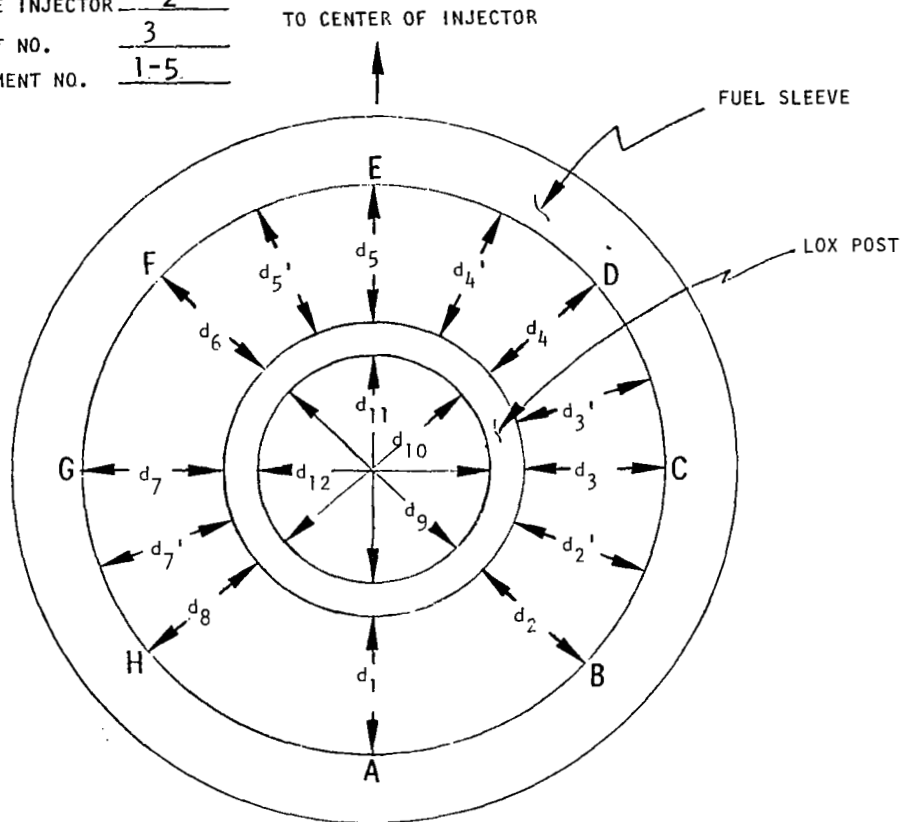 E INJECTOR 2
TO CENTER OF INJECTOR
NO. 3
MENT NO. 1-5
FUEL SLEEVE
E
LOX POST
F
D
d5'
d5
d4'
d6
d4
d11
d3'
d10
G
d7
d12
d3
C
d9
d7'
d2'
d8
d2
H
B
d1
A